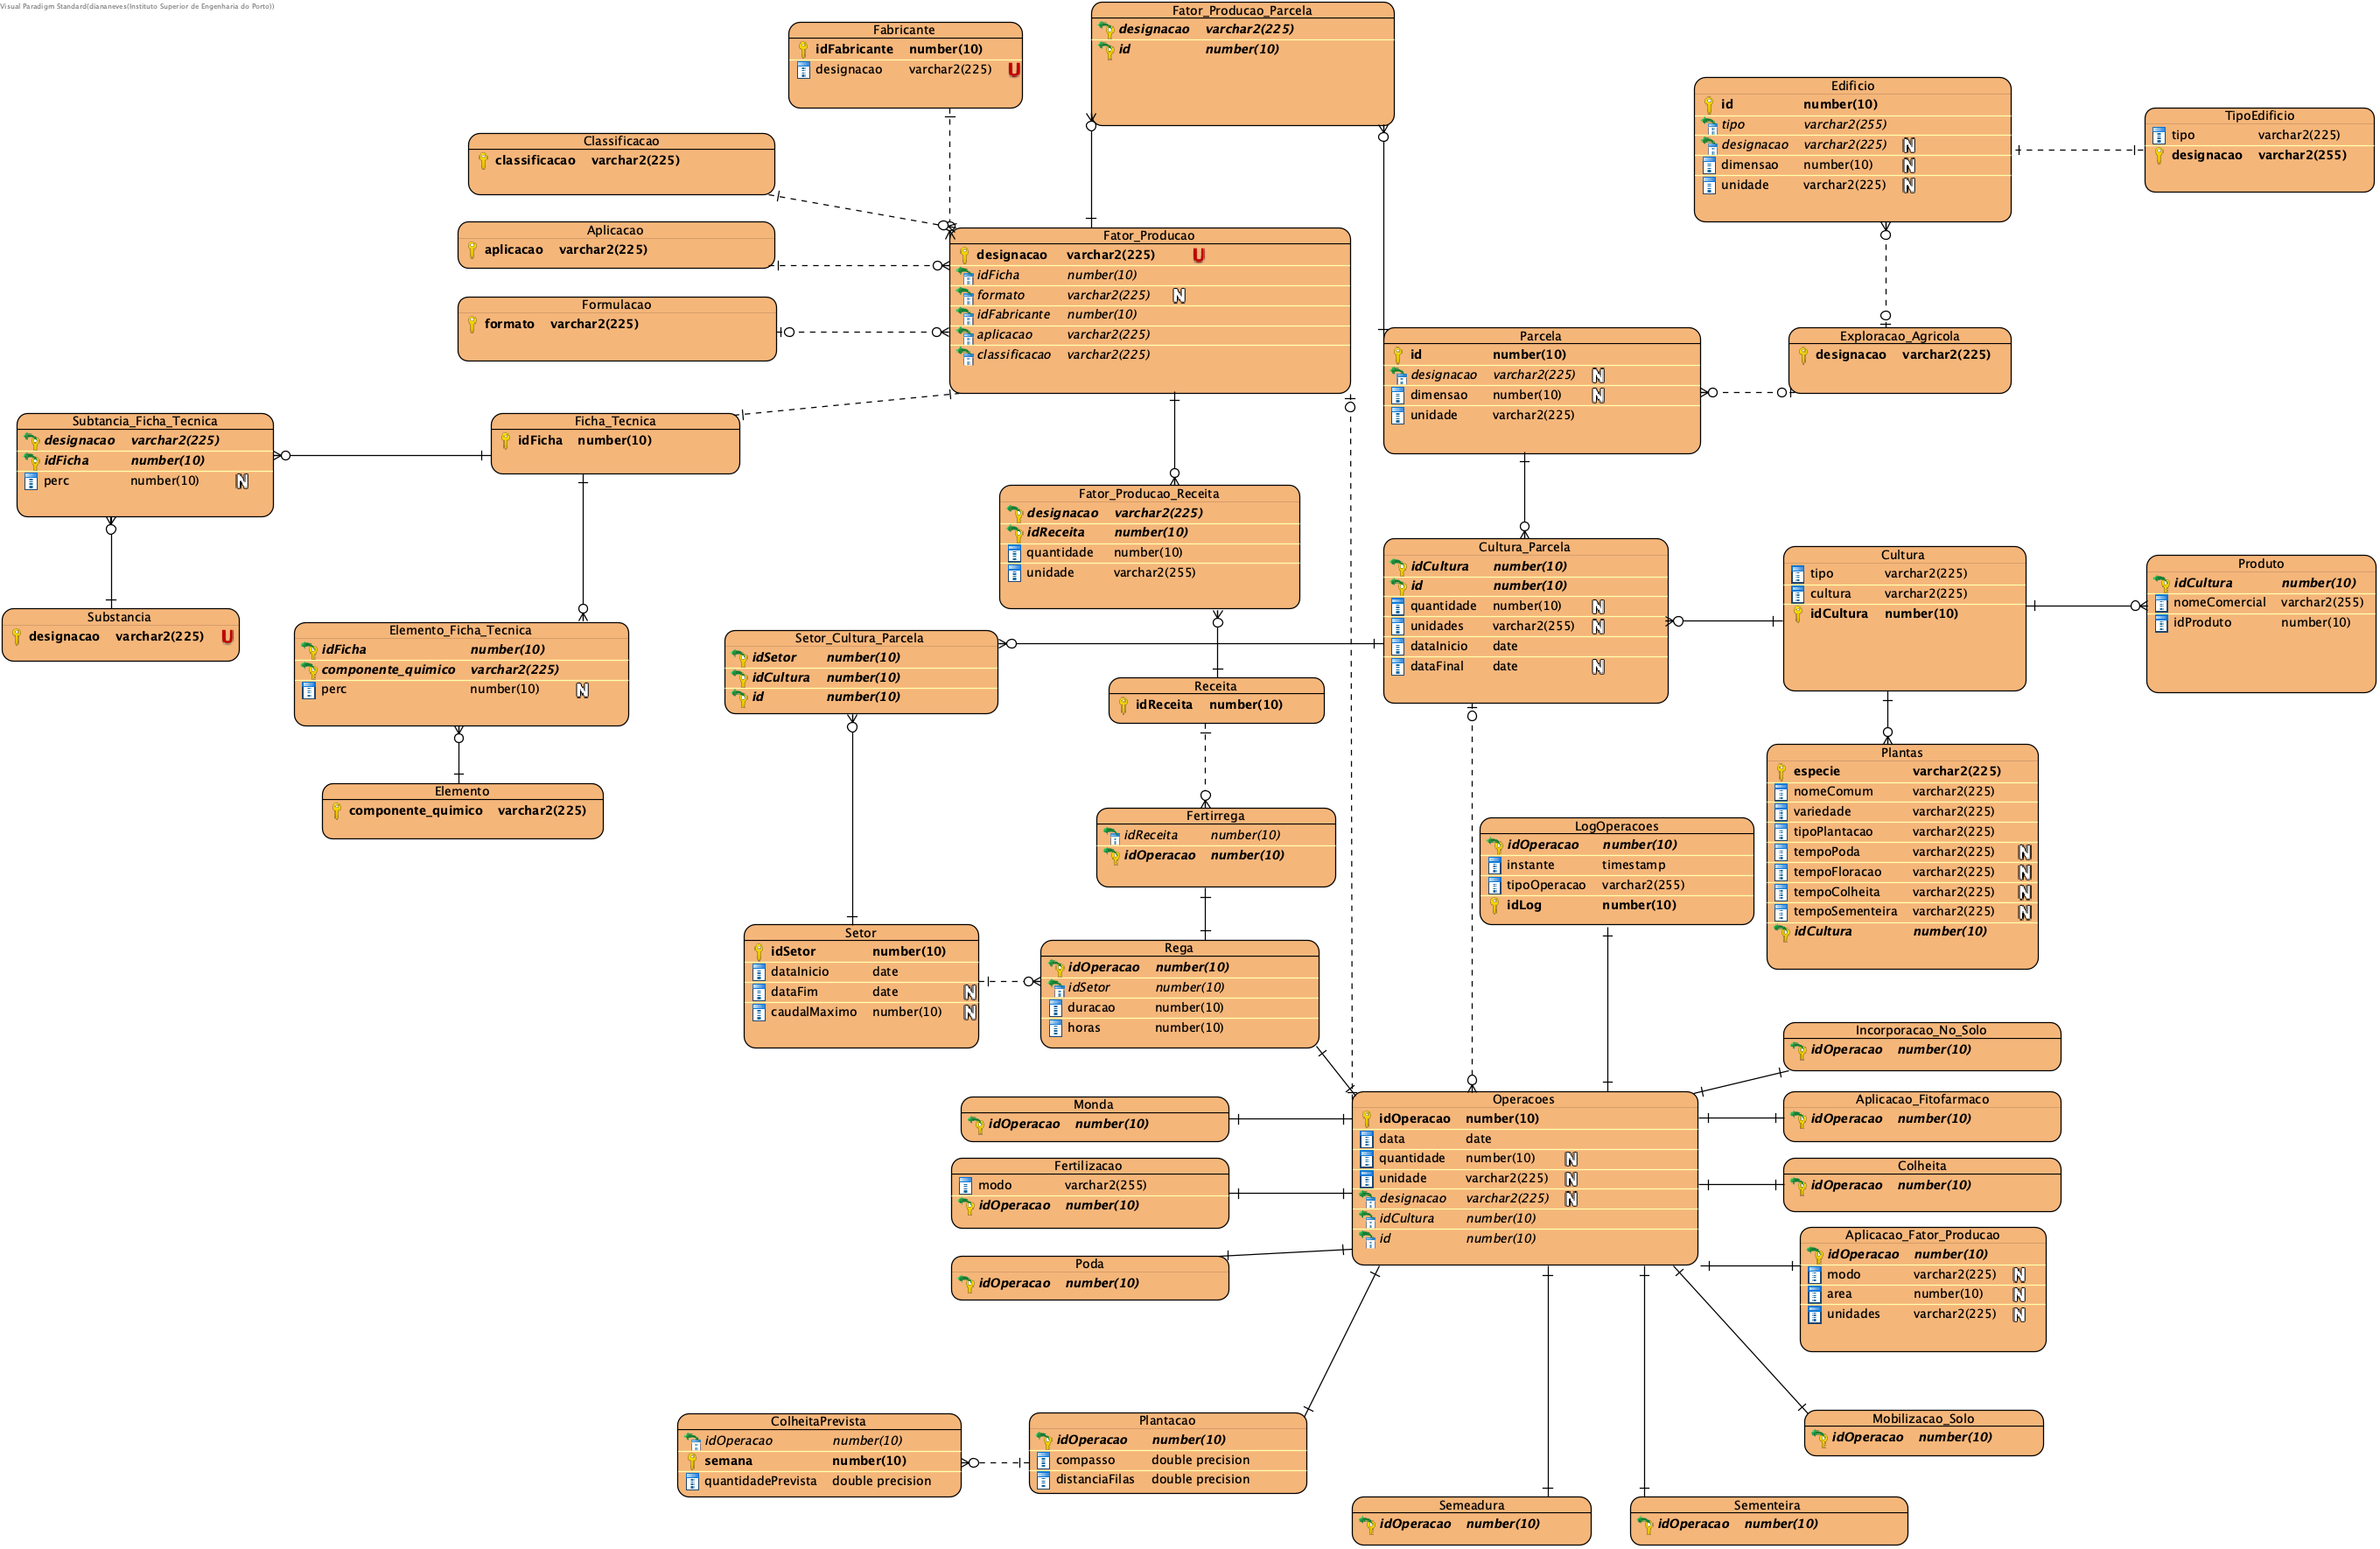 Visual Paradigm Standard(diananeves(Instituto Superior de Engenharia do Porto))
Fator_Producao_Parcela
designacao varchar2(225)
id number(10)
Fabricante
idFabricante number(10)
designacao varchar2(225) U
Edificio
id number(10)
tipo varchar2(255)
designacao varchar2(225) N
dimensao number(10) N
unidade varchar2(225) N
TipoEdificio
tipo varchar2(225)
designacao varchar2(255)
Classificacao
classificacao varchar2(225)
Aplicacao
aplicacao varchar2(225)
Formulacao
formato varchar2(225)
Fator_Producao
designacao varchar2(225) U
idFicha number(10)
formato varchar2(225) N
idFabricante number(10)
aplicacao varchar2(225)
classificacao varchar2(225)
Parcela
id number(10)
designacao varchar2(225) N
dimensao number(10) N
unidade varchar2(225)
Exploracao_Agricola
designacao varchar2(225)
Subtancia_Ficha_Tecnica
designacao varchar2(225)
idFicha number(10)
perc number(10) N
Ficha_Tecnica
idFicha number(10)
Fator_Producao_Receita
designacao varchar2(225)
idReceita number(10)
quantidade number(10)
unidade varchar2(255)
Cultura_Parcela
idCultura number(10)
id number(10)
quantidade number(10) N
unidades varchar2(255) N
dataInicio date
dataFinal date N
Cultura
tipo varchar2(225)
cultura varchar2(225)
idCultura number(10)
Produto
idCultura number(10)
nomeComercial varchar2(255)
idProduto number(10)
Substancia
designacao varchar2(225) U
Elemento_Ficha_Tecnica
idFicha number(10)
componente_quimico varchar2(225)
perc number(10) N
Setor_Cultura_Parcela
idSetor number(10)
idCultura number(10)
id number(10)
Receita
idReceita number(10)
Elemento
componente_quimico varchar2(225)
Plantas
especie varchar2(225)
nomeComum varchar2(225)
variedade varchar2(225)
tipoPlantacao varchar2(225)
tempoPoda varchar2(225) N
tempoFloracao varchar2(225) N
tempoColheita varchar2(225) N
tempoSementeira varchar2(225) N
idCultura number(10)
Fertirrega
idReceita number(10)
idOperacao number(10)
LogOperacoes
idOperacao number(10)
instante timestamp
tipoOperacao varchar2(255)
idLog number(10)
Setor
idSetor number(10)
dataInicio date
dataFim date N
caudalMaximo number(10) N
Rega
idOperacao number(10)
idSetor number(10)
duracao number(10)
horas number(10)
Incorporacao_No_Solo
idOperacao number(10)
Monda
idOperacao number(10)
Operacoes
idOperacao number(10)
data date
quantidade number(10) N
unidade varchar2(225) N
designacao varchar2(225) N
idCultura number(10)
id number(10)
Aplicacao_Fitofarmaco
idOperacao number(10)
Fertilizacao
modo varchar2(255)
idOperacao number(10)
Colheita
idOperacao number(10)
Poda
idOperacao number(10)
Aplicacao_Fator_Producao
idOperacao number(10)
modo varchar2(225) N
area number(10) N
unidades varchar2(225) N
ColheitaPrevista
idOperacao number(10)
semana number(10)
quantidadePrevista double precision
Plantacao
idOperacao number(10)
compasso double precision
distanciaFilas double precision
Mobilizacao_Solo
idOperacao number(10)
Semeadura
idOperacao number(10)
Sementeira
idOperacao number(10)